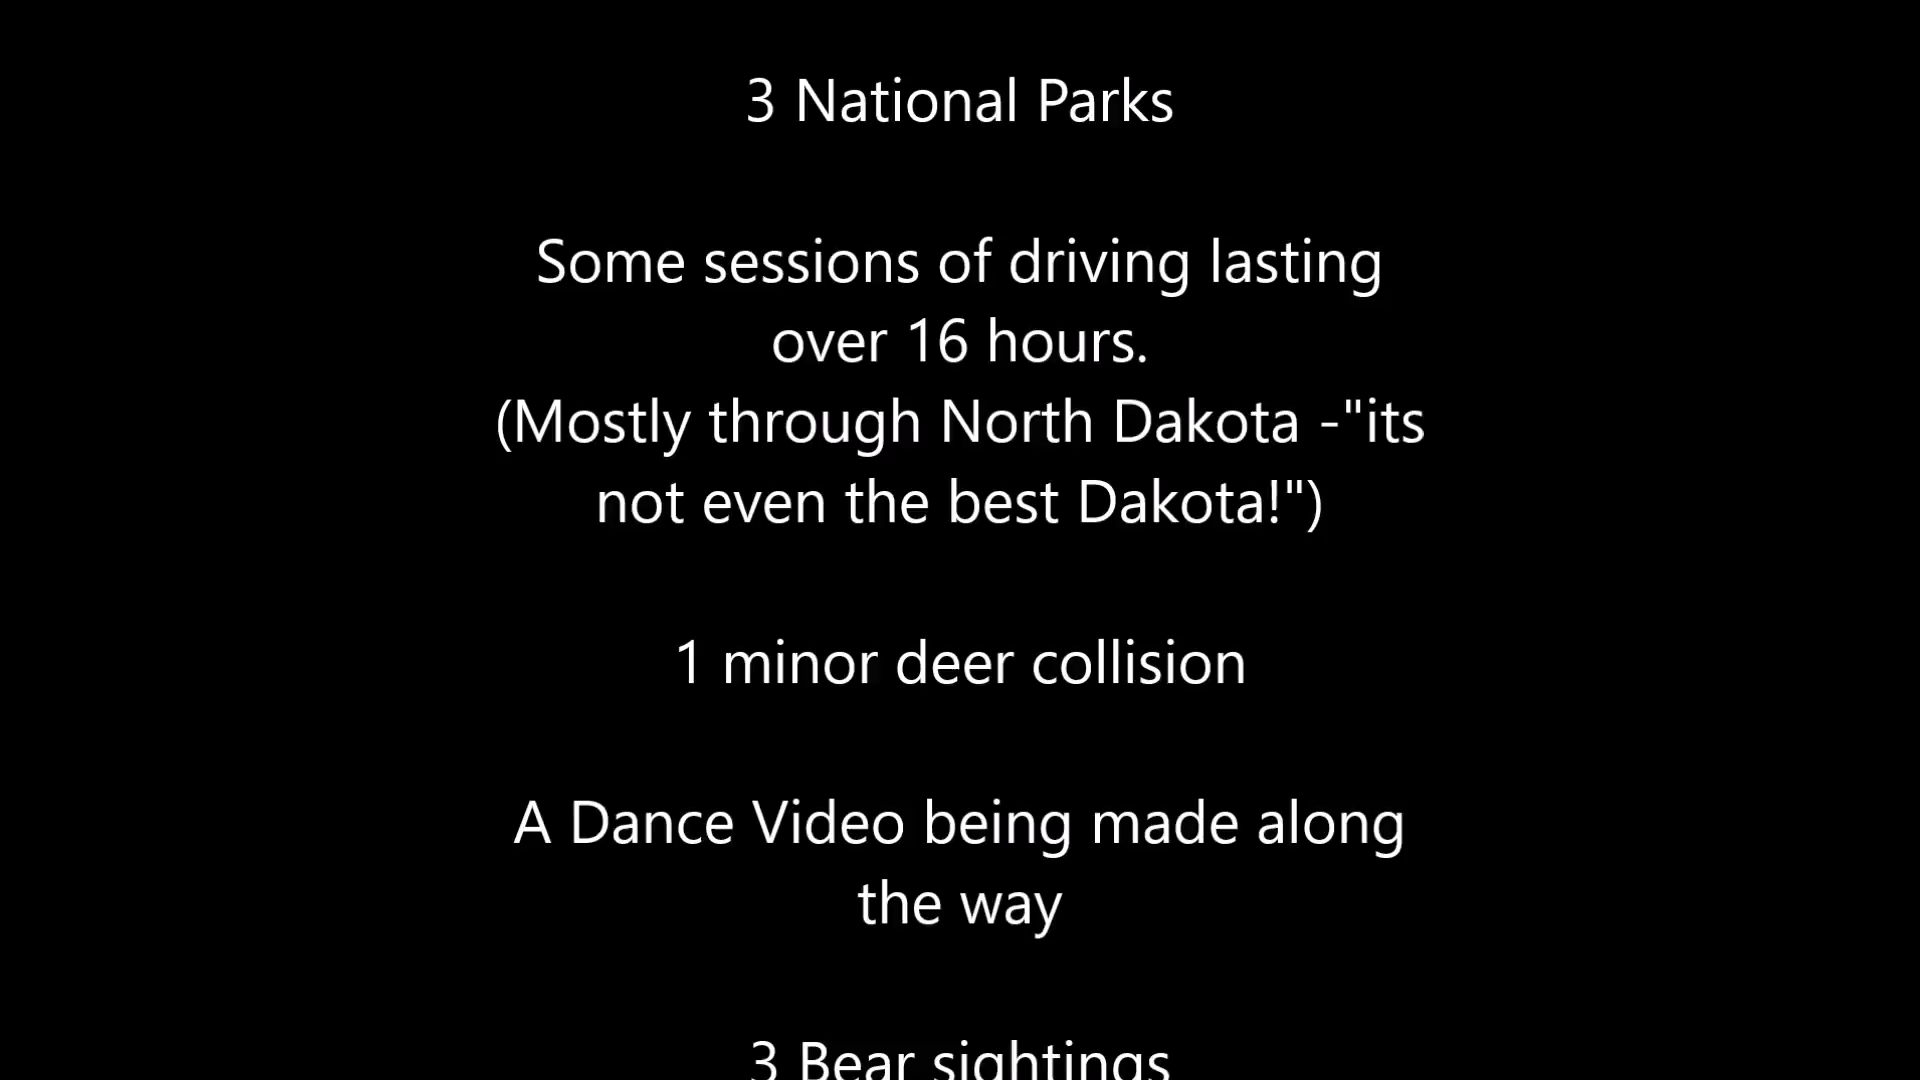 3 National Parks
Some sessions of driving lasting
over 16 hours.
(Mostly through North Dakota -"its
not even the best Dakota!")
1 minor deer collision
A Dance Video being made along
the way
3 Bear sightings